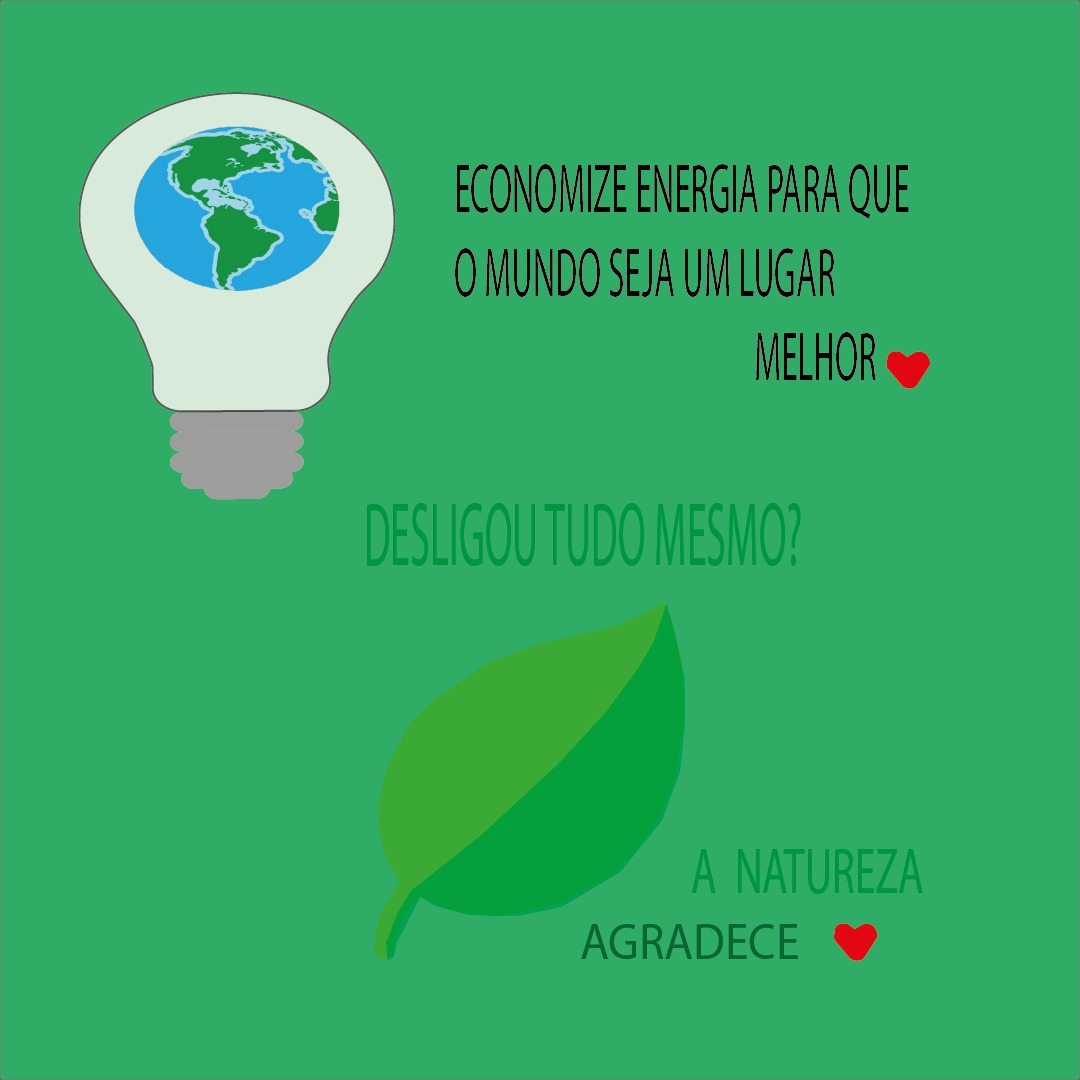 ECONOMIZE ENERGIA PARA QUE
O MUNDO SEJA UM LUGAR
MELHOR
DESLIGOU TUDO MESMO?
A NATUREZA
AGRADECE